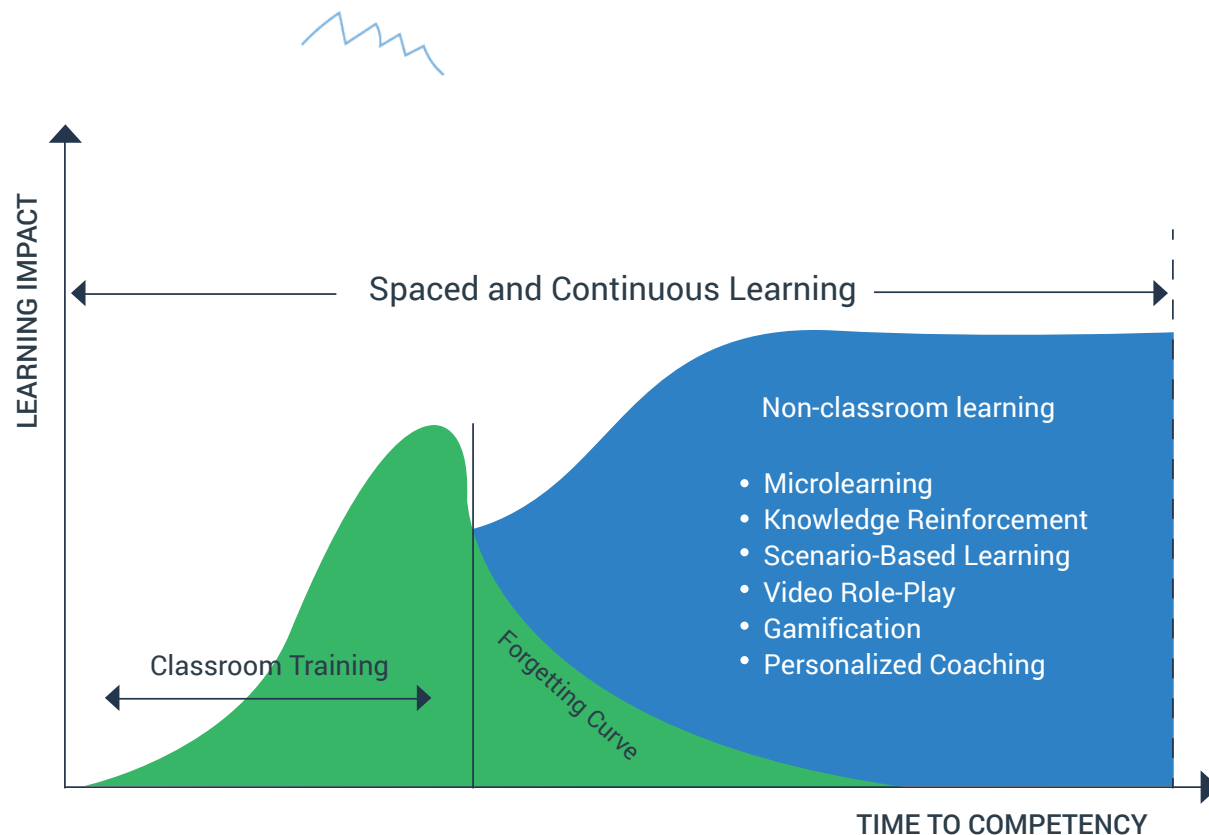 LEARNING IMPACT
Spaced and Continuous Learning
Non-classroom learning
• Microlearning
• Knowledge Reinforcement
• Scenario-Based Learning
• Video Role-Play
• Gamification
• Personalized Coaching
Classroom Training
Forgetting Curve
TIME TO COMPETENCY